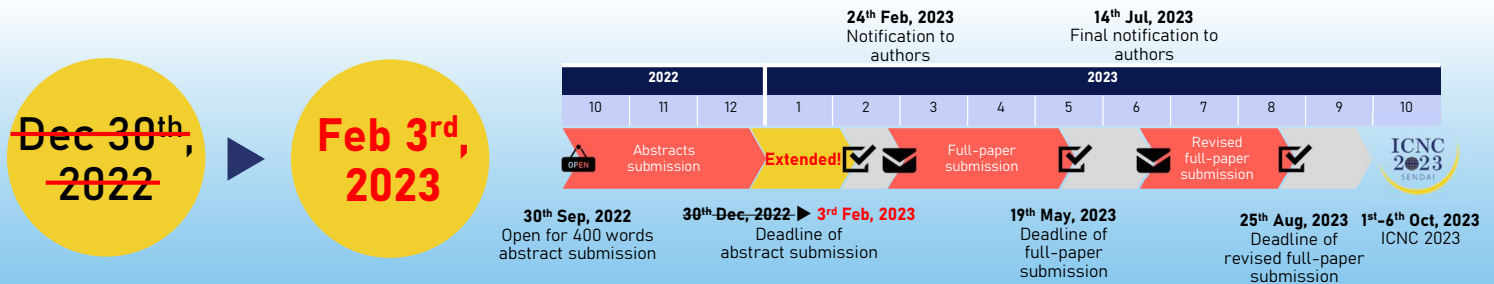 Dec 30th,
2022
Feb 3rd,
2023
24th Feb, 2023
Notification to
authors
14th Jul, 2023
Final notification to
authors
2022
2023
10 11 12 1 2 3 4 5 6 7 8 9 10
OPEN
Abstracts
submission
Extended!
Full-paper
submission
Revised
full-paper
submission
ICNC
2023
SENDAI
30th Sep, 2022
Open for 400 words
abstract submission
30th Dec, 2022 ▶ 3rd Feb, 2023
Deadline of
abstract submission
19th May, 2023
Deadline of
full-paper
submission
25th Aug, 2023
Deadline of
revised full-paper
submission
1st-6th Oct, 2023
ICNC 2023